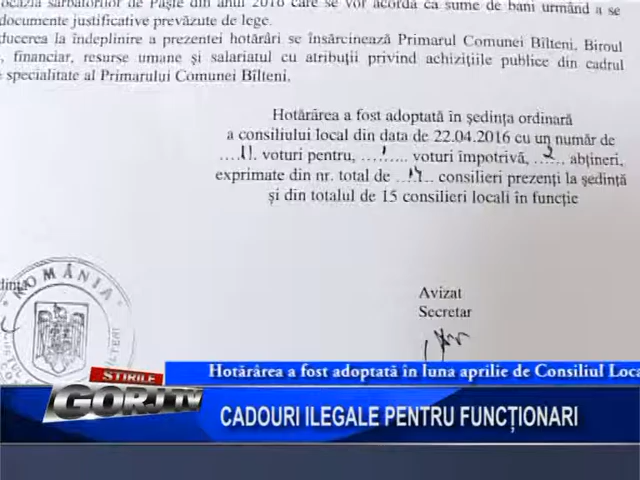 ocazia sărbătorilor de Paște din anul 2016 care se vor acorda ca sume de bani urmând a se
documente justificative prevăzute de lege.
ducerea la îndeplinire a prezentei hotărâri se însărcinează Primarul Comunei Bîlteni, Biroul
, financiar, resurse umane și salariatul cu atribuții privind achizițiile publice din cadrul
specialitate al Primarului Comunei Bîlteni.
Hotărârea a fost adoptată în ședința ordinară
a consiliului local din data de 22.04.2016 cu un număr de
....11. voturi pentru, ....1.... voturi împotrivă, ...2... abțineri,
exprimate din nr. total de ...14.. consilieri prezenți la ședință
și din totalul de 15 consilieri locali în funcție
ROMÂNIA
Avizat
Secretar
Hotărârea a fost adoptată în luna aprilie de Consiliul Loca
ȘTIRILE
GORJ TV
CADOURI ILEGALE PENTRU FUNCȚIONARI